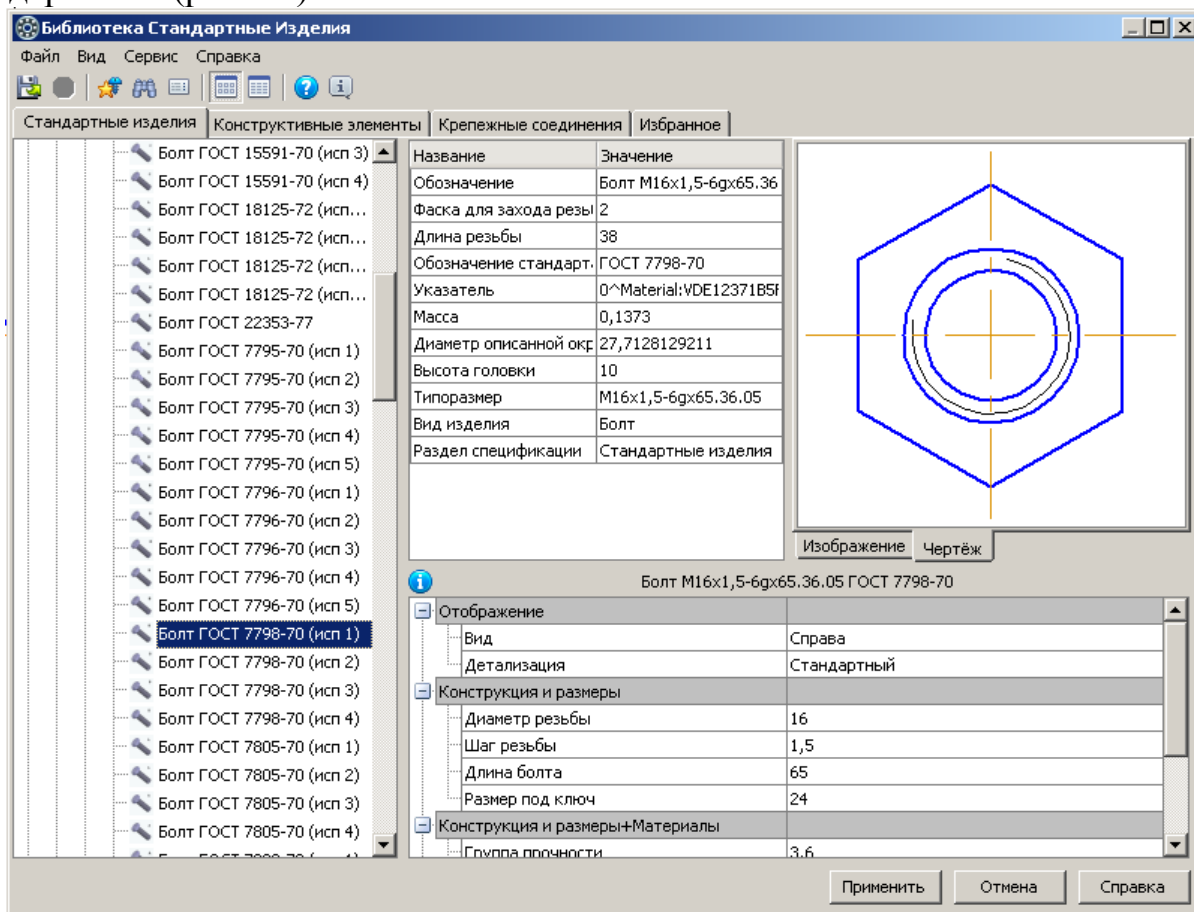 Библиотека Стандартные Изделия
Файл Вид Сервис Справка
Стандартные изделия Конструктивные элементы Крепежные соединения Избранное
Болт ГОСТ 15591-70 (исп 3)
Болт ГОСТ 15591-70 (исп 4)
Болт ГОСТ 18125-72 (исп...
Болт ГОСТ 18125-72 (исп...
Болт ГОСТ 18125-72 (исп...
Болт ГОСТ 18125-72 (исп...
Болт ГОСТ 22353-77
Болт ГОСТ 7795-70 (исп 1)
Болт ГОСТ 7795-70 (исп 2)
Болт ГОСТ 7795-70 (исп 3)
Болт ГОСТ 7795-70 (исп 4)
Болт ГОСТ 7795-70 (исп 5)
Болт ГОСТ 7796-70 (исп 1)
Болт ГОСТ 7796-70 (исп 2)
Болт ГОСТ 7796-70 (исп 3)
Болт ГОСТ 7796-70 (исп 4)
Болт ГОСТ 7796-70 (исп 5)
Болт ГОСТ 7798-70 (исп 1)
Болт ГОСТ 7798-70 (исп 2)
Болт ГОСТ 7798-70 (исп 3)
Болт ГОСТ 7798-70 (исп 4)
Болт ГОСТ 7805-70 (исп 1)
Болт ГОСТ 7805-70 (исп 2)
Болт ГОСТ 7805-70 (исп 3)
Болт ГОСТ 7805-70 (исп 4)
Название Значение
Обозначение Болт М16х1,5-6gх65.36
Фаска для захода резы 2
Длина резьбы 38
Обозначение стандарт. ГОСТ 7798-70
Указатель 0^Material:VDE12371B5F
Масса 0,1373
Диаметр описанной окр 27,7128129211
Высота головки 10
Типоразмер М16х1,5-6gх65.36.05
Вид изделия Болт
Раздел спецификации Стандартные изделия
Изображение Чертёж
Болт М16х1,5-6gх65.36.05 ГОСТ 7798-70
Отображение
Вид Справа
Детализация Стандартный
Конструкция и размеры
Диаметр резьбы 16
Шаг резьбы 1,5
Длина болта 65
Размер под ключ 24
Конструкция и размеры+Материалы
Группа прочности 3.6
Применить Отмена Справка